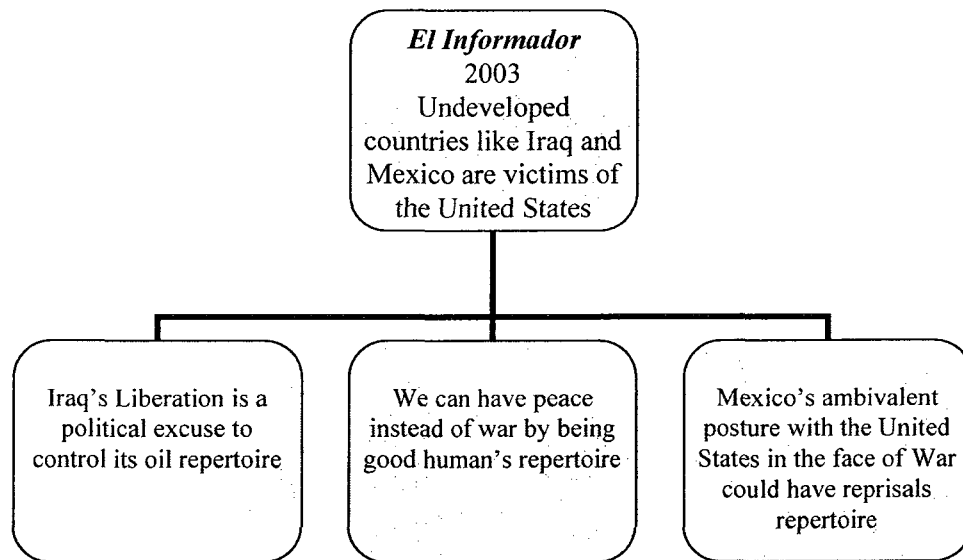 El Informador
2003
Undeveloped
countries like Iraq and
Mexico are victims of
the United States
Iraq's Liberation is a
political excuse to
control its oil repertoire
We can have peace
instead of war by being
good human's repertoire
Mexico's ambivalent
posture with the United
States in the face of War
could have reprisals
repertoire